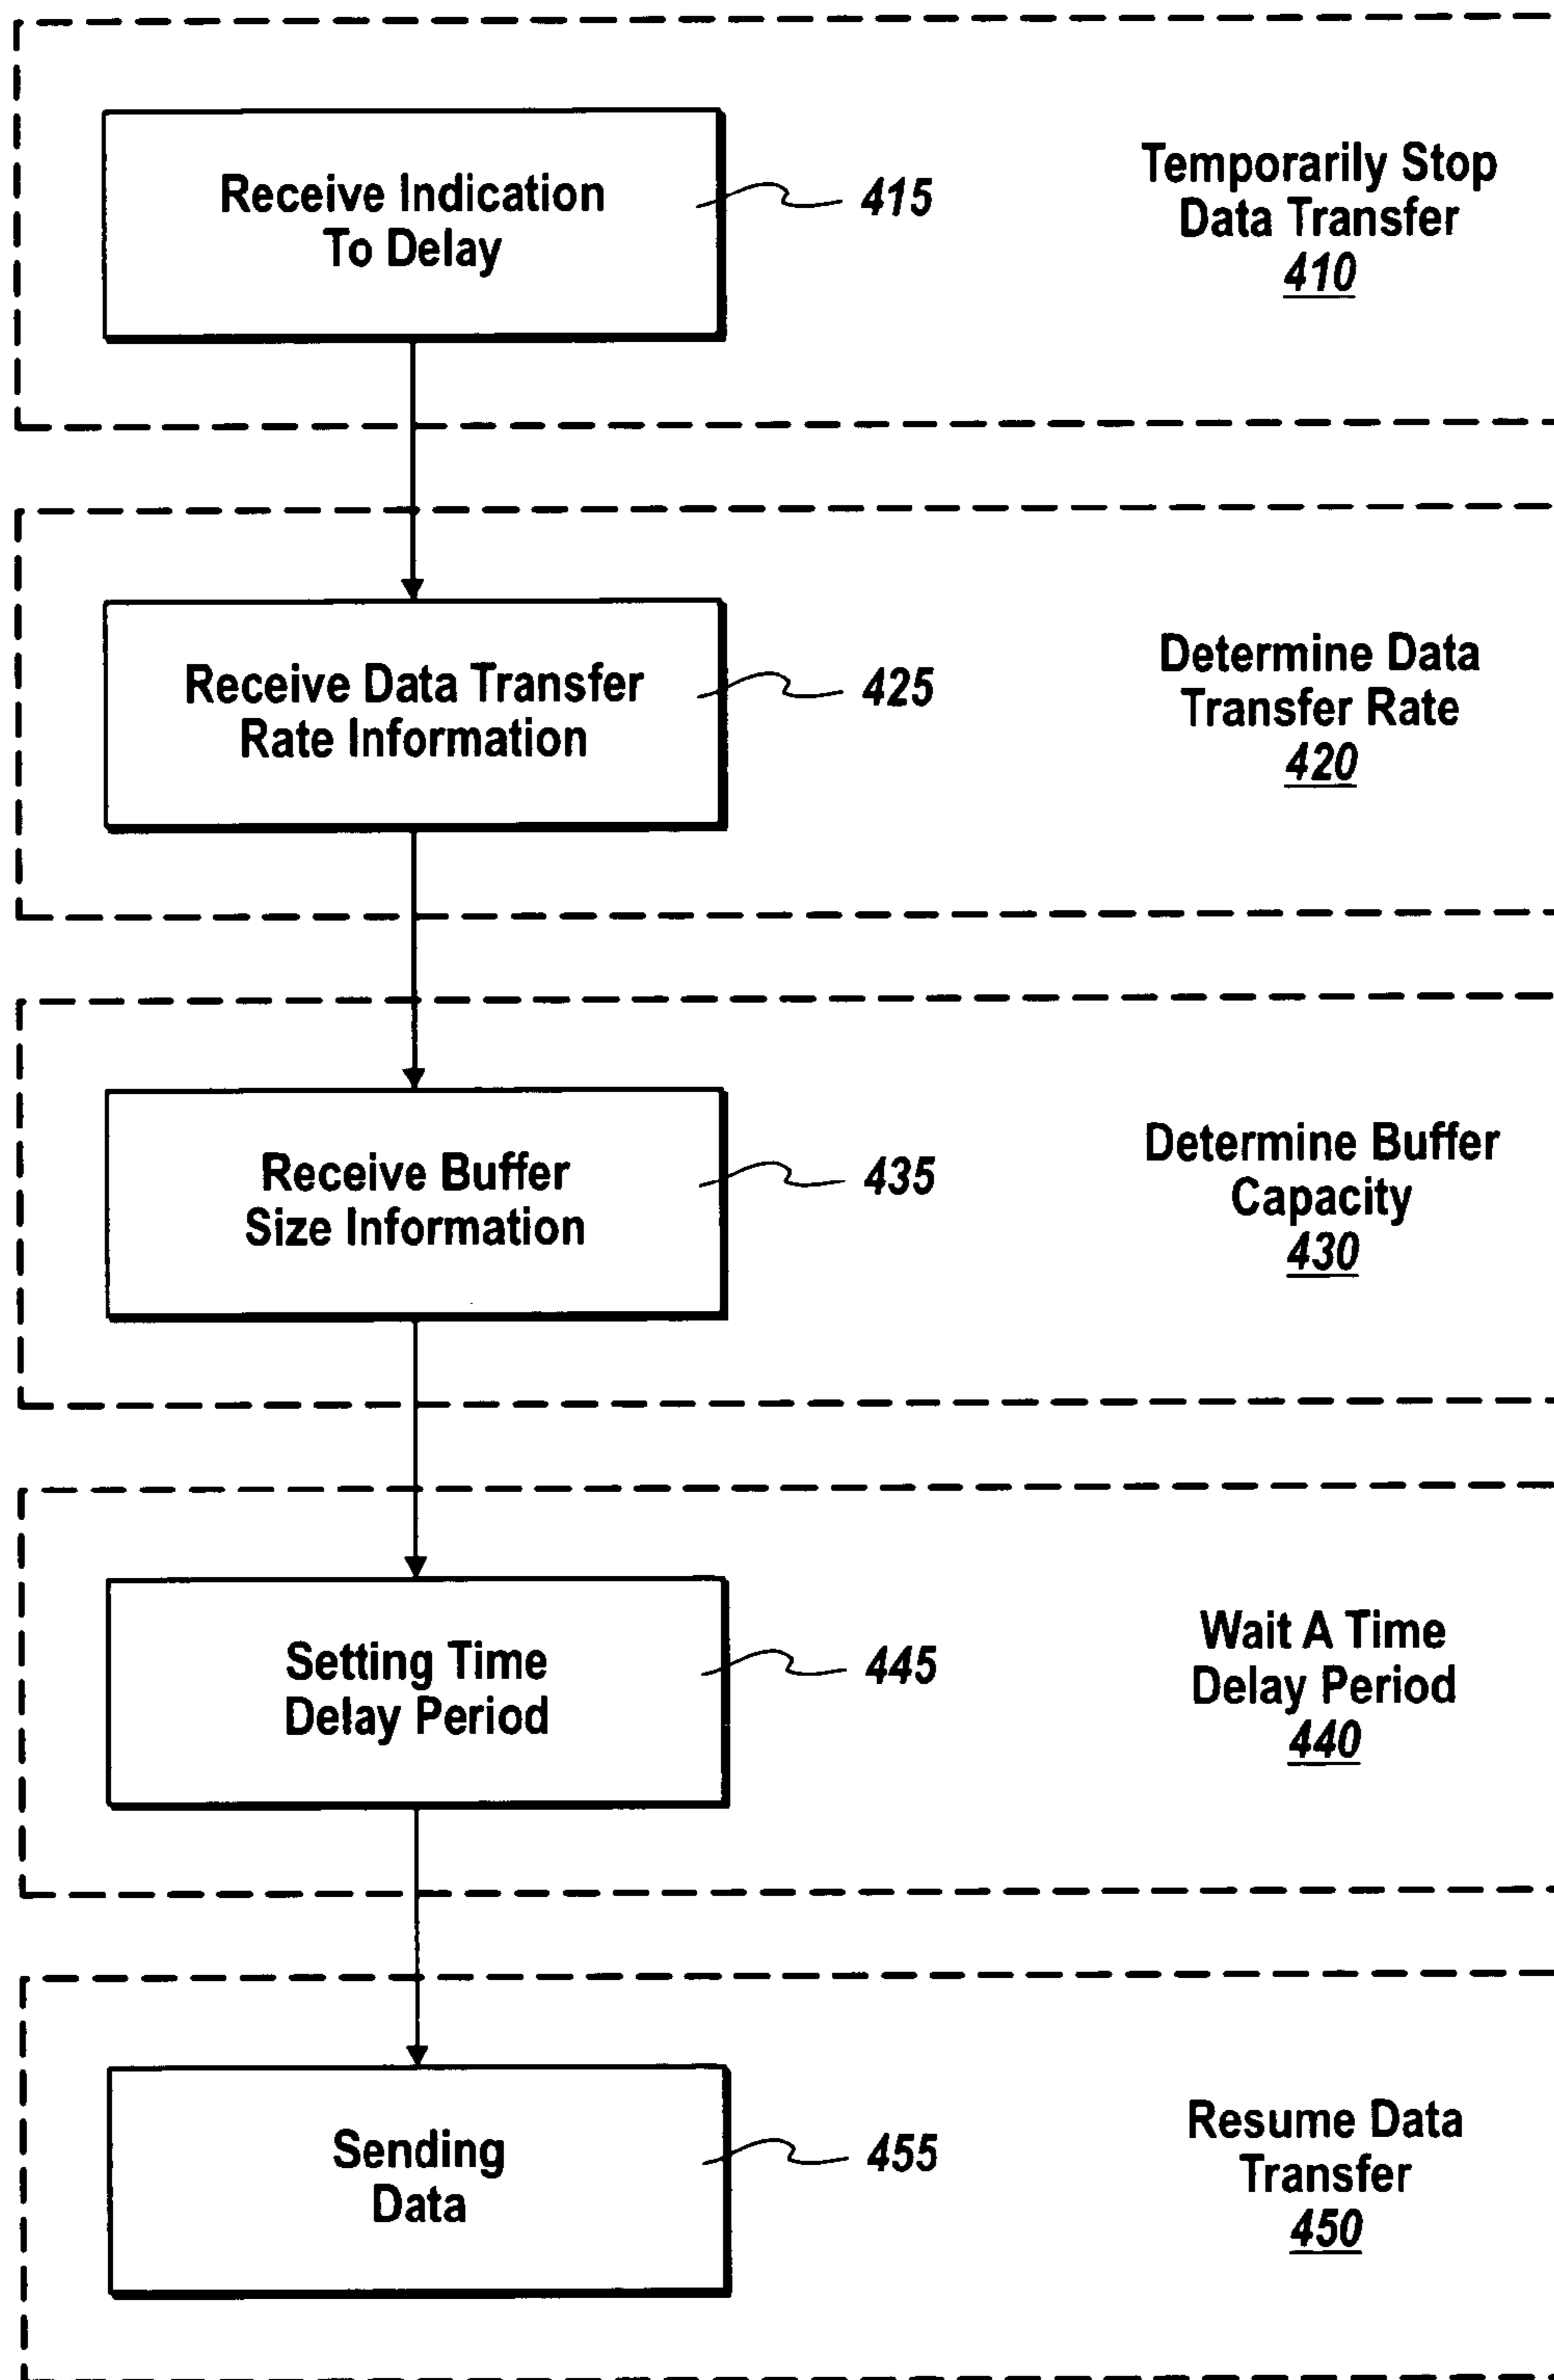 Receive Indication
To Delay
415
Temporarily Stop
Data Transfer
410
Receive Data Transfer
Rate Information
425
Determine Data
Transfer Rate
420
Receive Buffer
Size Information
435
Determine Buffer
Capacity
430
Setting Time
Delay Period
445
Wait A Time
Delay Period
440
Sending
Data
455
Resume Data
Transfer
450